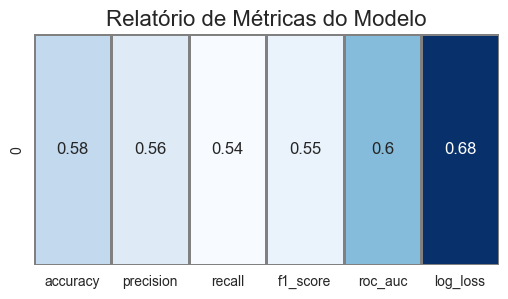 Relatório de Métricas do Modelo
0
0.58 0.56 0.54 0.55 0.6 0.68
accuracy precision recall f1_score roc_auc log_loss